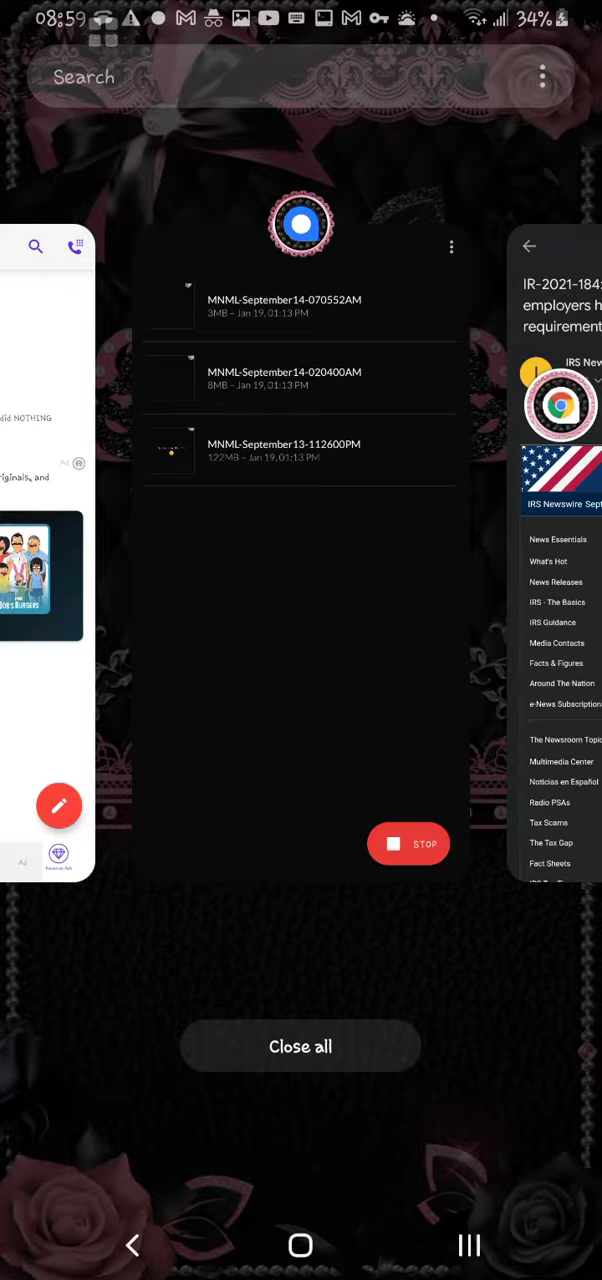 08:59
34%
Search
did NOTHING
Ad
riginals, and
BOB'S BURGERS
Ad
MNML-September14-070552AM
3MB – Jan 19, 01:13 PM
MNML-September14-020400AM
8MB – Jan 19, 01:13 PM
MNML-September13-112600PM
122MB – Jan 19, 01:13 PM
STOP
IR-2021-184:
employers h
requirement
IRS New
IRS Newswire Sept
News Essentials
What's Hot
News Releases
IRS - The Basics
IRS Guidance
Media Contacts
Facts & Figures
Around The Nation
e-News Subscription
The Newsroom Topic
Multimedia Center
Noticias en Español
Radio PSAs
Tax Scams
The Tax Gap
Fact Sheets
Close all